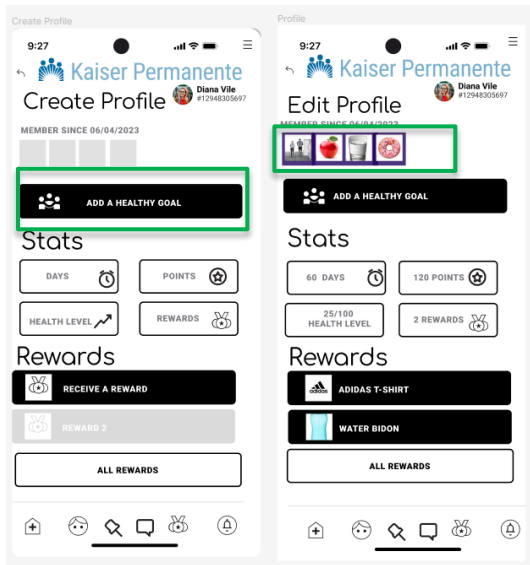 Create Profile
9:27
Kaiser Permanente
Create Profile
Diana Vile
#12948305697
MEMBER SINCE 06/04/2023
ADD A HEALTHY GOAL
Stats
DAYS
POINTS
HEALTH LEVEL
REWARDS
Rewards
RECEIVE A REWARD
REWARD 2
ALL REWARDS
Profile
9:27
Kaiser Permanente
Edit Profile
Diana Vile
#12948305697
MEMBER SINCE 06/04/2023
ADD A HEALTHY GOAL
Stats
60 DAYS
120 POINTS
25/100
HEALTH LEVEL
2 REWARDS
Rewards
adidas
ADIDAS T-SHIRT
WATER BIDON
ALL REWARDS